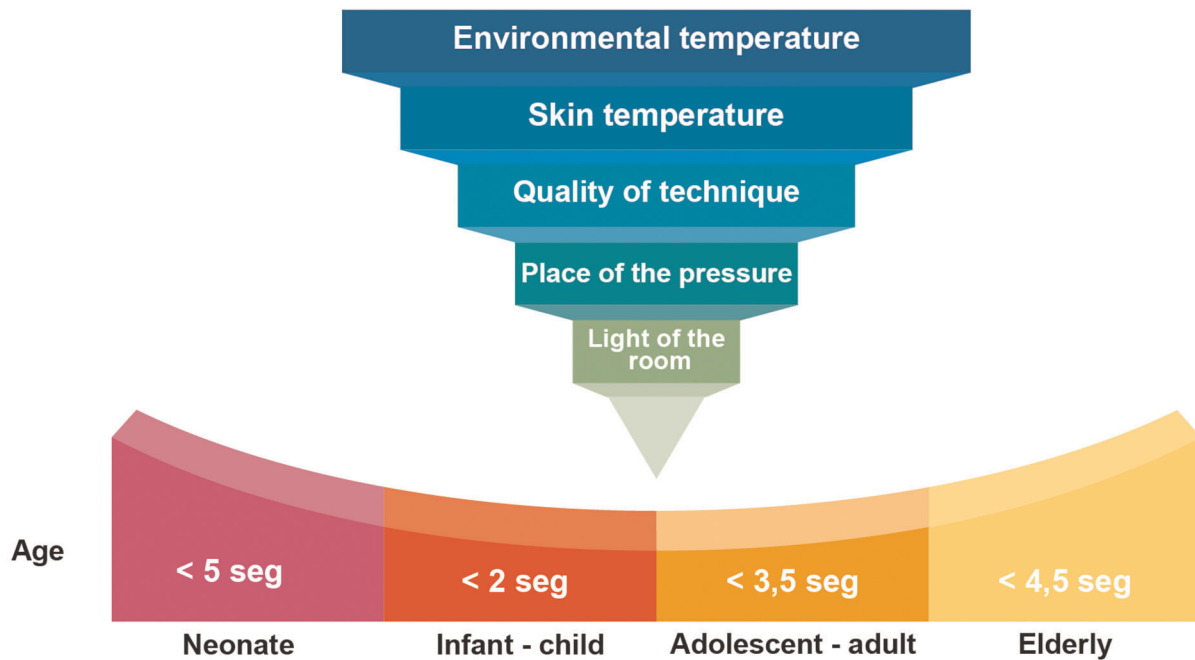 Environmental temperature
Skin temperature
Quality of technique
Place of the pressure
Light of the
room
Age
< 5 seg
< 2 seg
< 3,5 seg
< 4,5 seg
Neonate
Infant - child
Adolescent - adult
Elderly